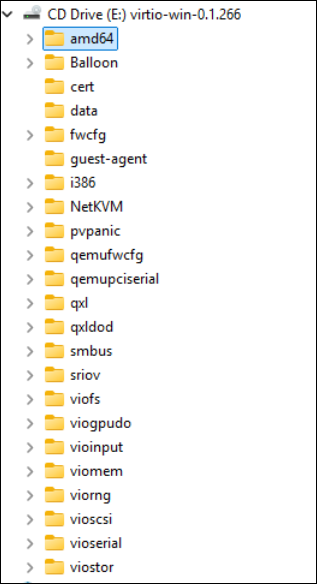 CD Drive (E:) virtio-win-0.1.266
amd64
Balloon
cert
data
fwcfg
guest-agent
i386
NetKVM
pvpanic
qemufwcfg
qemupciserial
qxl
qxldod
smbus
sriov
viofs
viogpudo
vioinput
viomem
viorng
vioscsi
vioserial
viostor